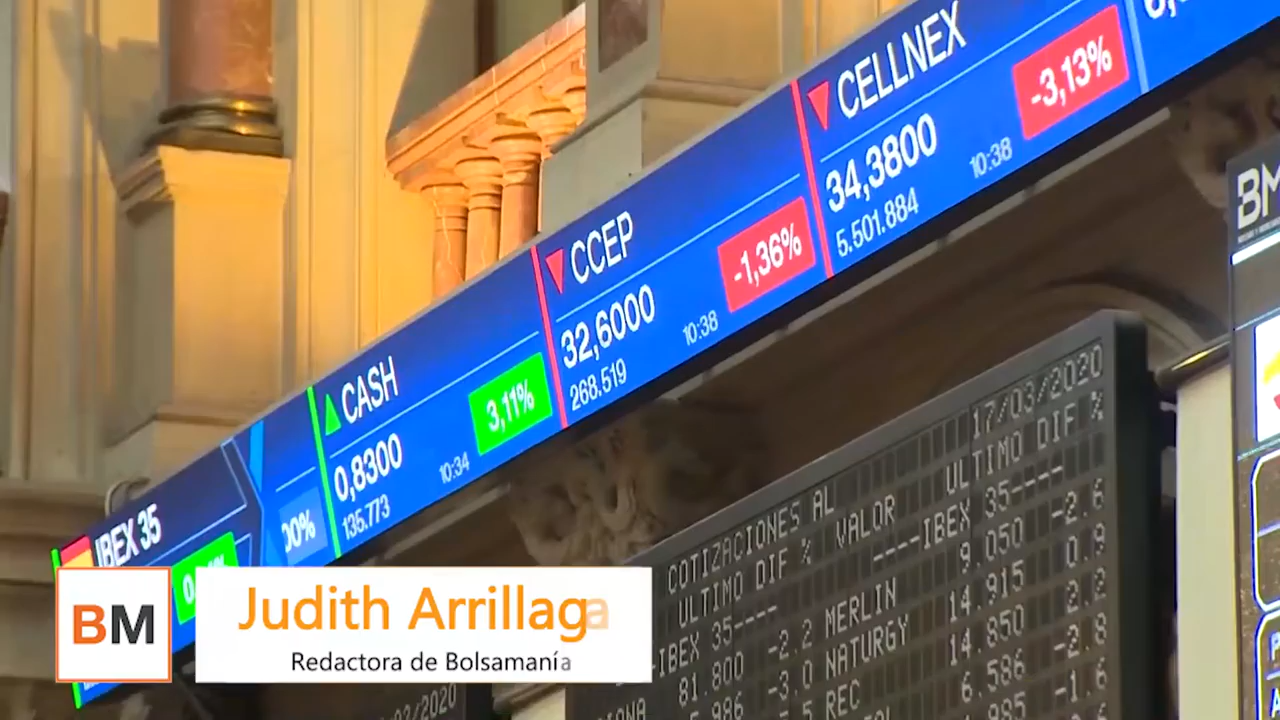 CELLNEX
-3,13%
34,3800
10:38
5.501.884
CCEP
-1,36%
32,6000
10:38
268.519
CASH
3,11%
0,8300
10:34
135.773
IBEX 35
00%
BM
17/03/2020
COTIZACIONES AL
ULTIMO DIF %
ULTIMO DIF % VALOR
----IBEX 35----
-IBEX 35----
9.050 -2.6
81.800 -2.2 MERLIN
14.915 0.9
-3.0 NATURGY
14.850 2.2
REC
6.586 -2.8
.985 -1.6
BM
Judith Arrillaga
Redactora de Bolsamanía